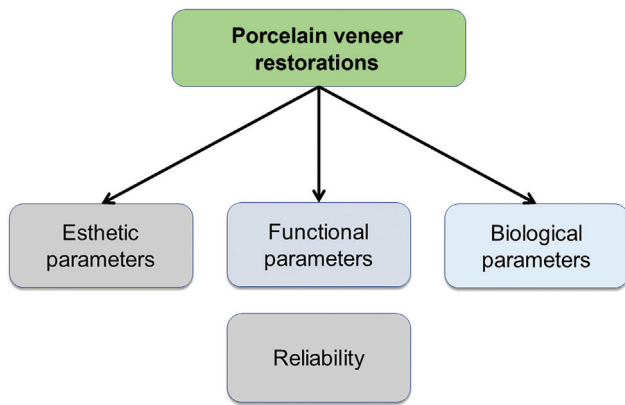 Porcelain veneer
restorations
Esthetic
parameters
Functional
parameters
Biological
parameters
Reliability